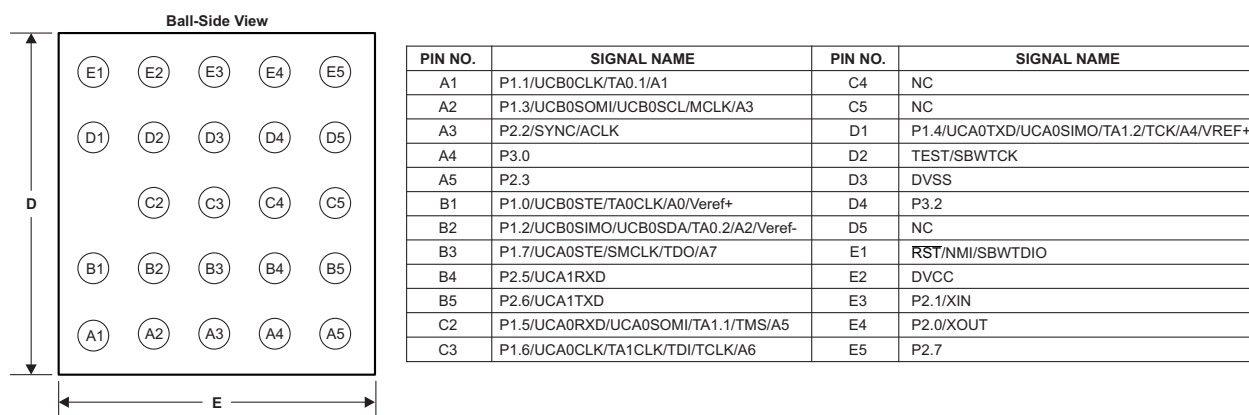 Ball-Side View
E1 E2 E3 E4 E5
D1 D2 D3 D4 D5
D
C2 C3 C4 C5
B1 B2 B3 B4 B5
A1 A2 A3 A4 A5
E
PIN NO. SIGNAL NAME PIN NO. SIGNAL NAME
A1 P1.1/UCB0CLK/TA0.1/A1 C4 NC
A2 P1.3/UCB0SOMI/UCB0SCL/MCLK/A3 C5 NC
A3 P2.2/SYNC/ACLK D1 P1.4/UCA0TXD/UCA0SIMO/TA1.2/TCK/A4/VREF+
A4 P3.0 D2 TEST/SBWTCK
A5 P2.3 D3 DVSS
B1 P1.0/UCB0STE/TA0CLK/A0/Veref+ D4 P3.2
B2 P1.2/UCB0SIMO/UCB0SDA/TA0.2/A2/Veref- D5 NC
B3 P1.7/UCA0STE/SMCLK/TDO/A7 E1 RST/NMI/SBWTDIO
B4 P2.5/UCA1RXD E2 DVCC
B5 P2.6/UCA1TXD E3 P2.1/XIN
C2 P1.5/UCA0RXD/UCA0SOMI/TA1.1/TMS/A5 E4 P2.0/XOUT
C3 P1.6/UCA0CLK/TA1CLK/TDI/TCLK/A6 E5 P2.7